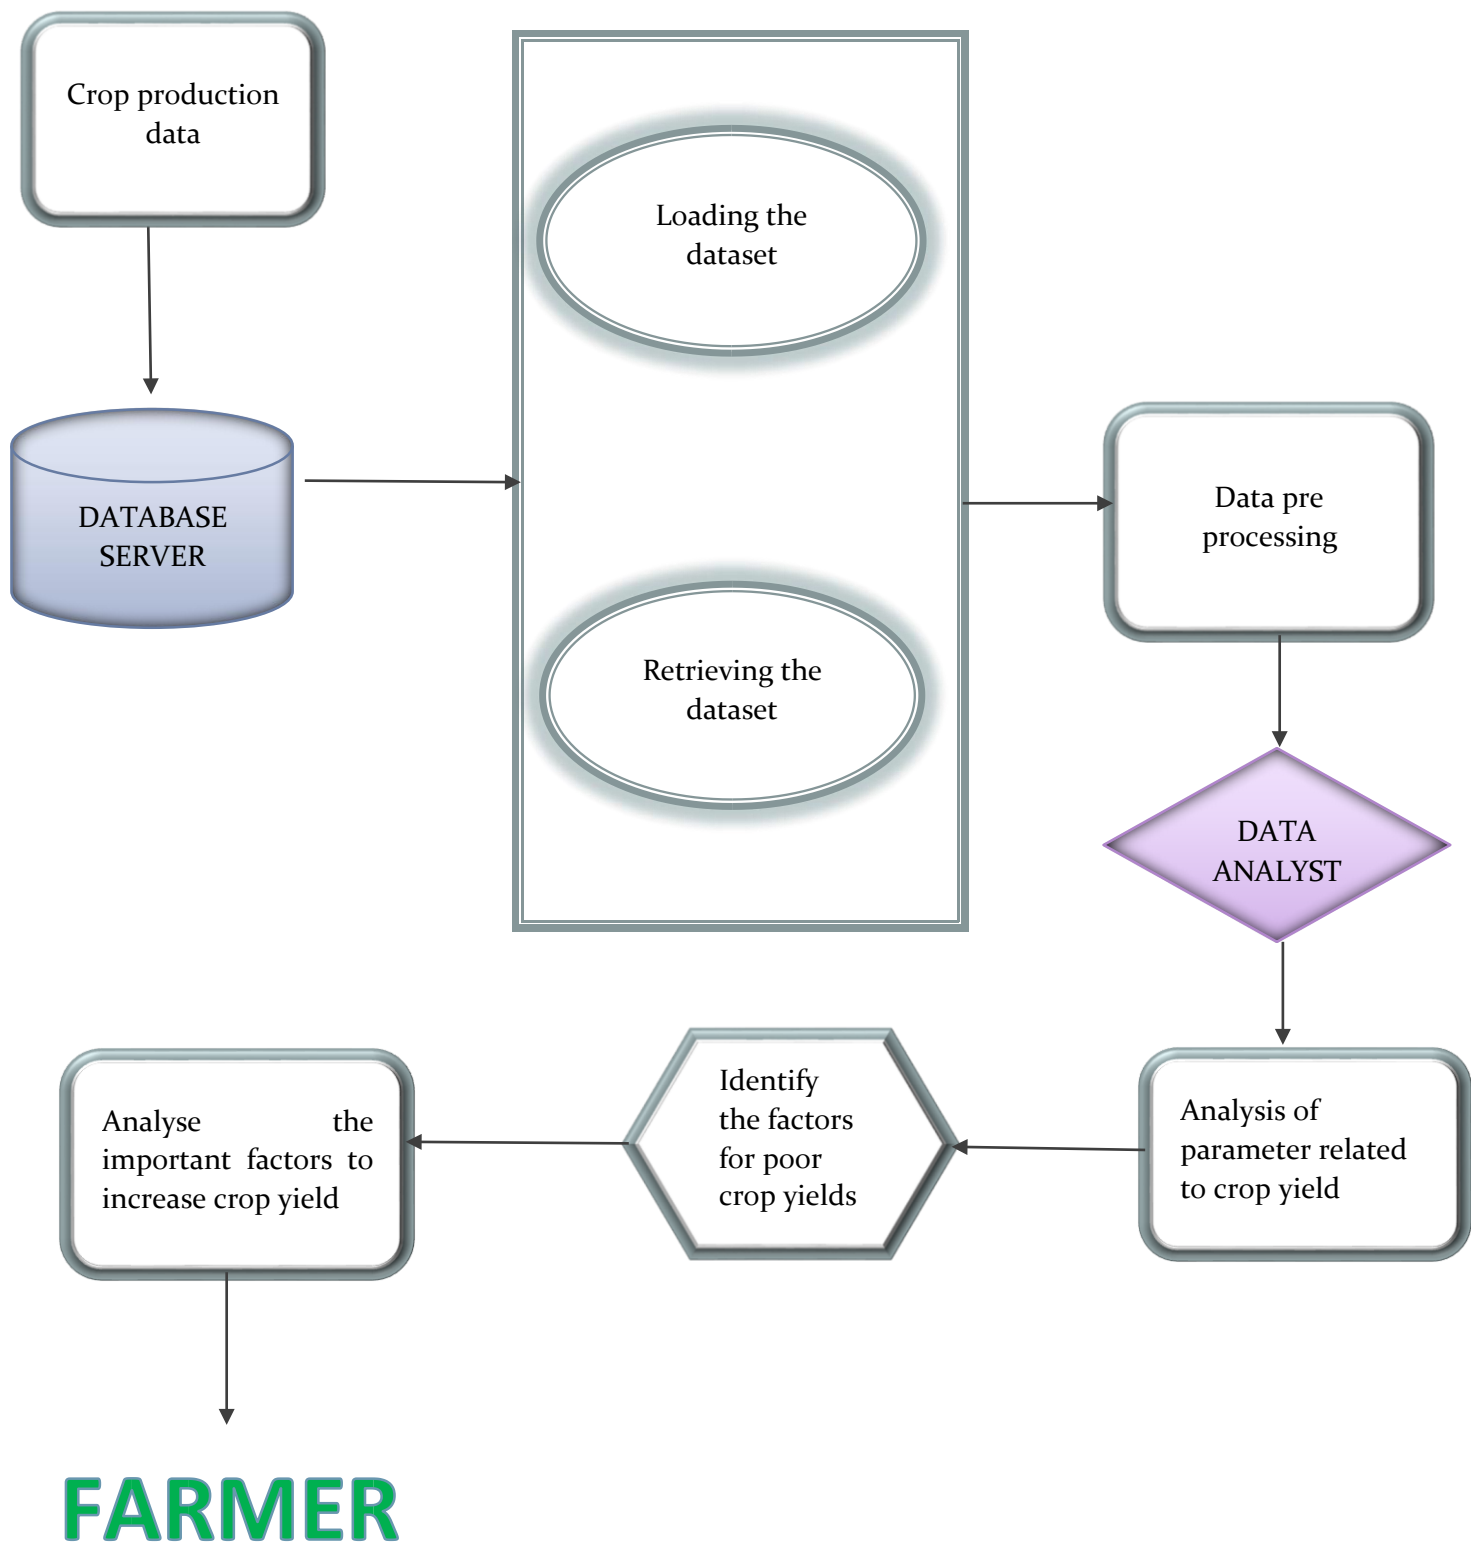 Crop production
data
Loading the
dataset
DATABASE
SERVER
Retrieving the
dataset
Data pre
processing
DATA
ANALYST
Analysis of
parameter related
to crop yield
Identify
the factors
for poor
crop yields
Analyse the
important factors to
increase crop yield
FARMER